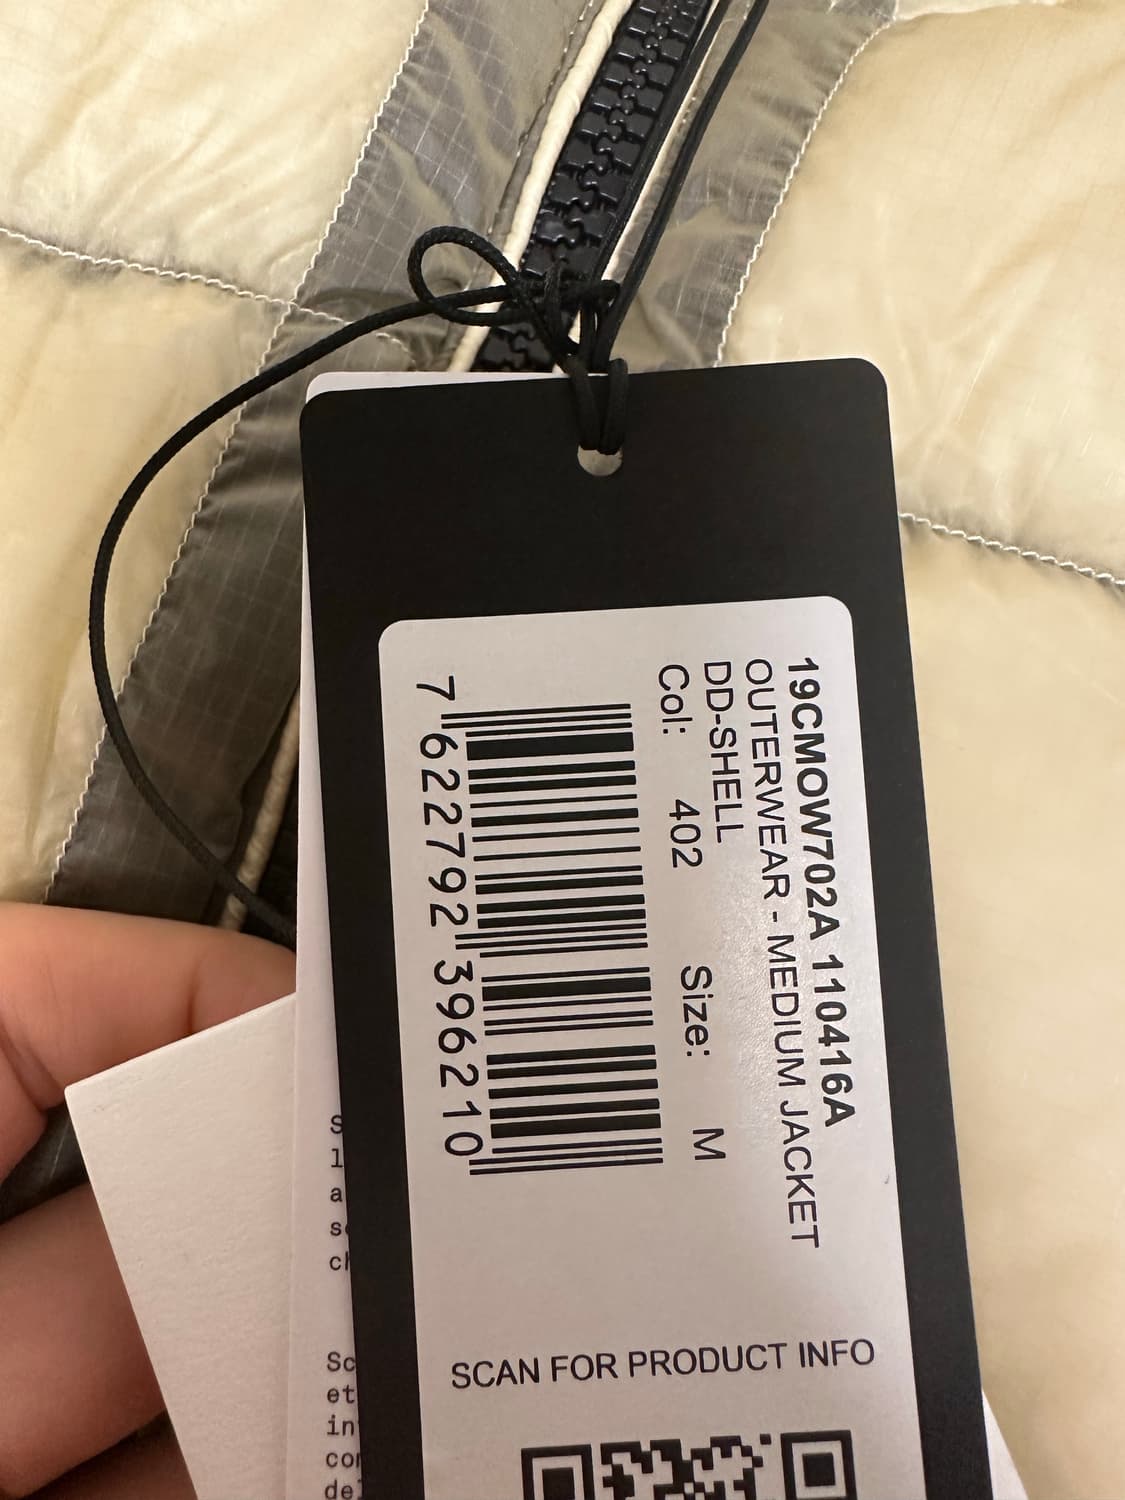 19CMOW702A 110416A
OUTERWEAR - MEDIUM JACKET
DD-SHELL
Col: 402 Size: M
7 622792 396210
SCAN FOR PRODUCT INFO